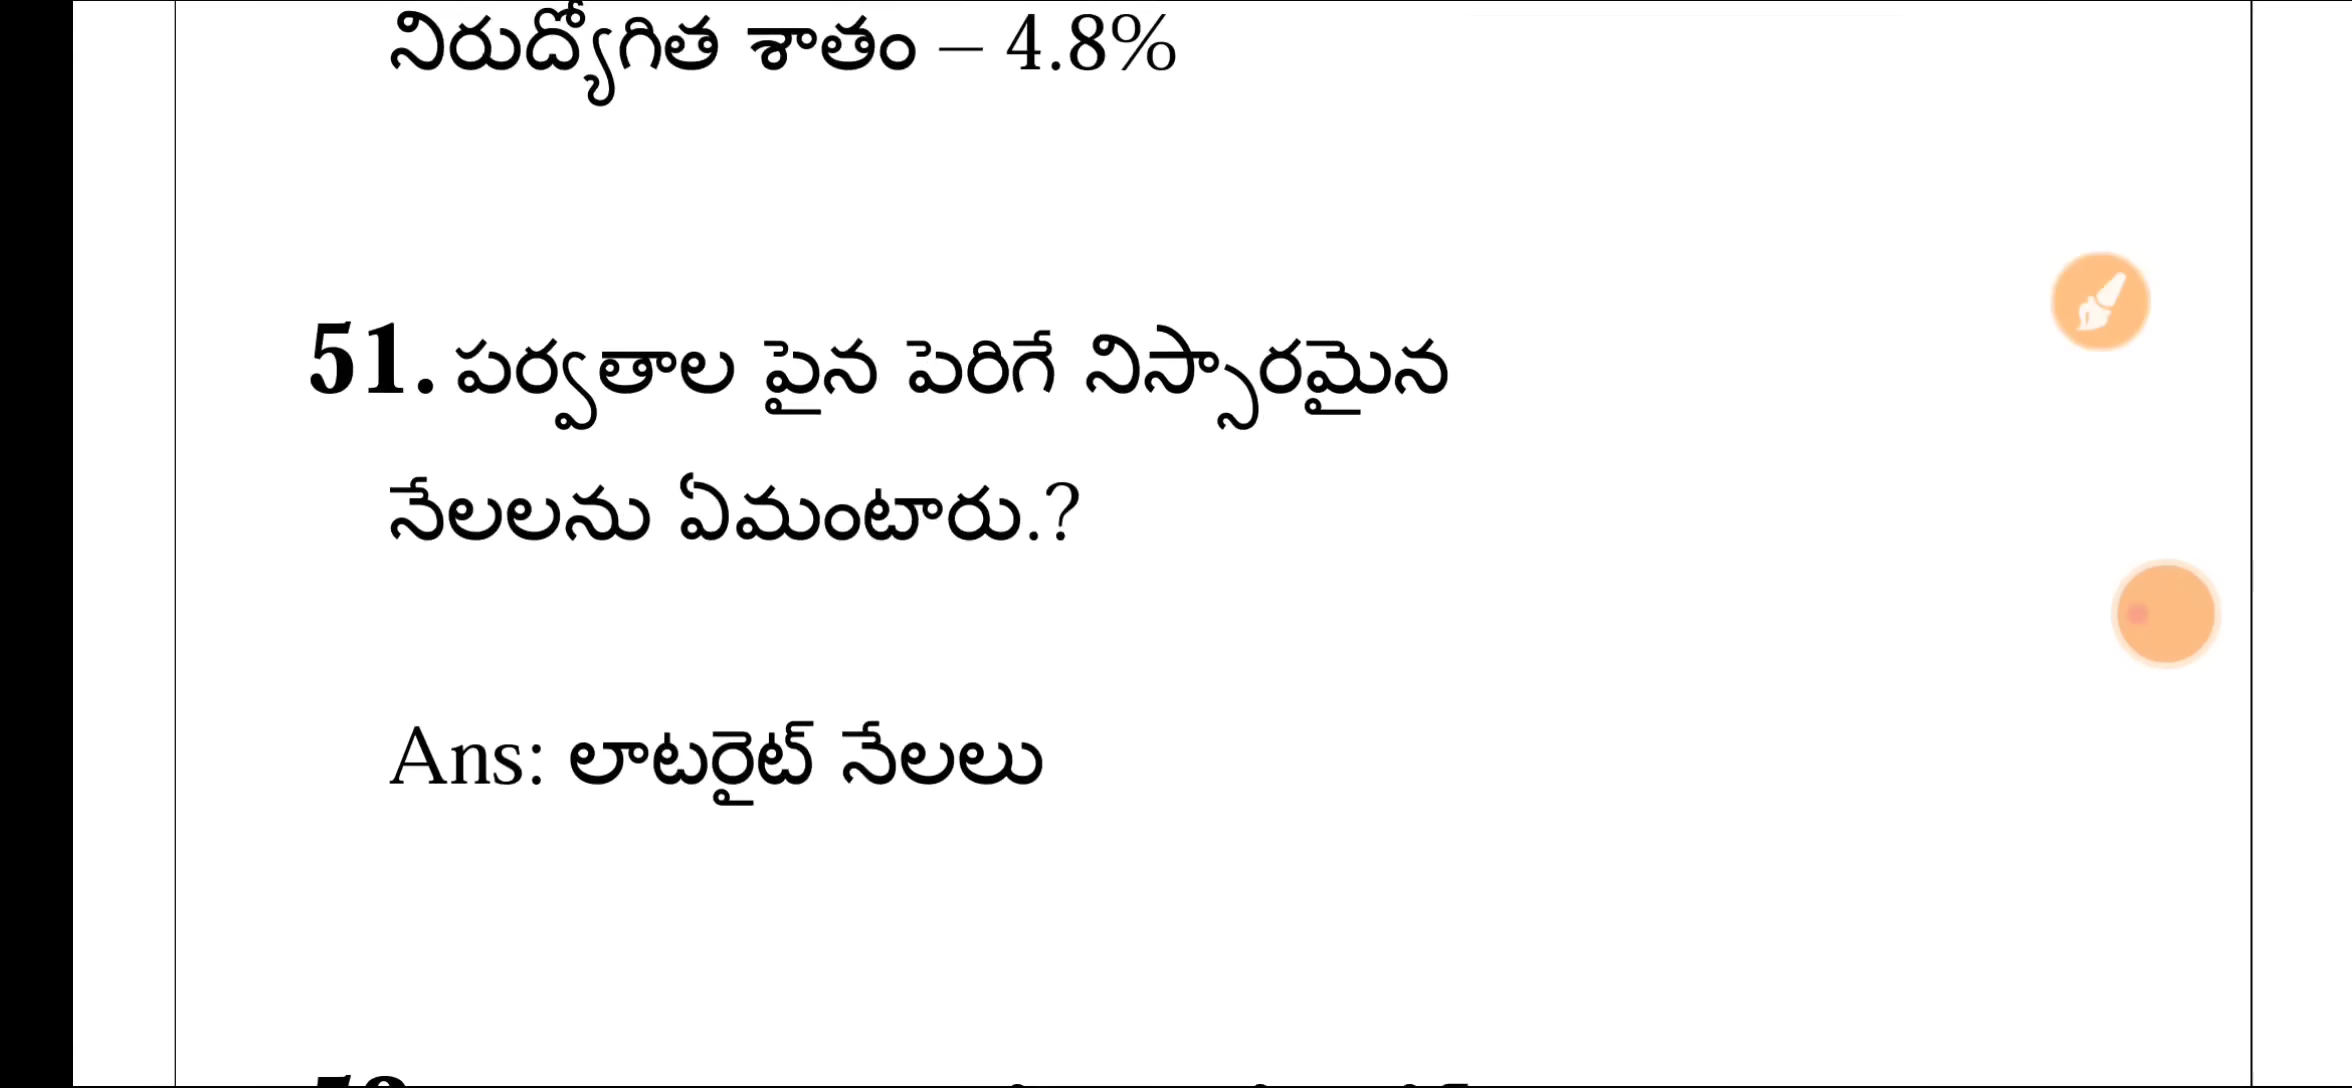 నిరుద్యోగిత శాతం – 4.8%
51. పర్వతాల పైన పెరిగే నిస్సారమైన
నేలలను ఏమంటారు.?
Ans: లాటరైట్ నేలలు